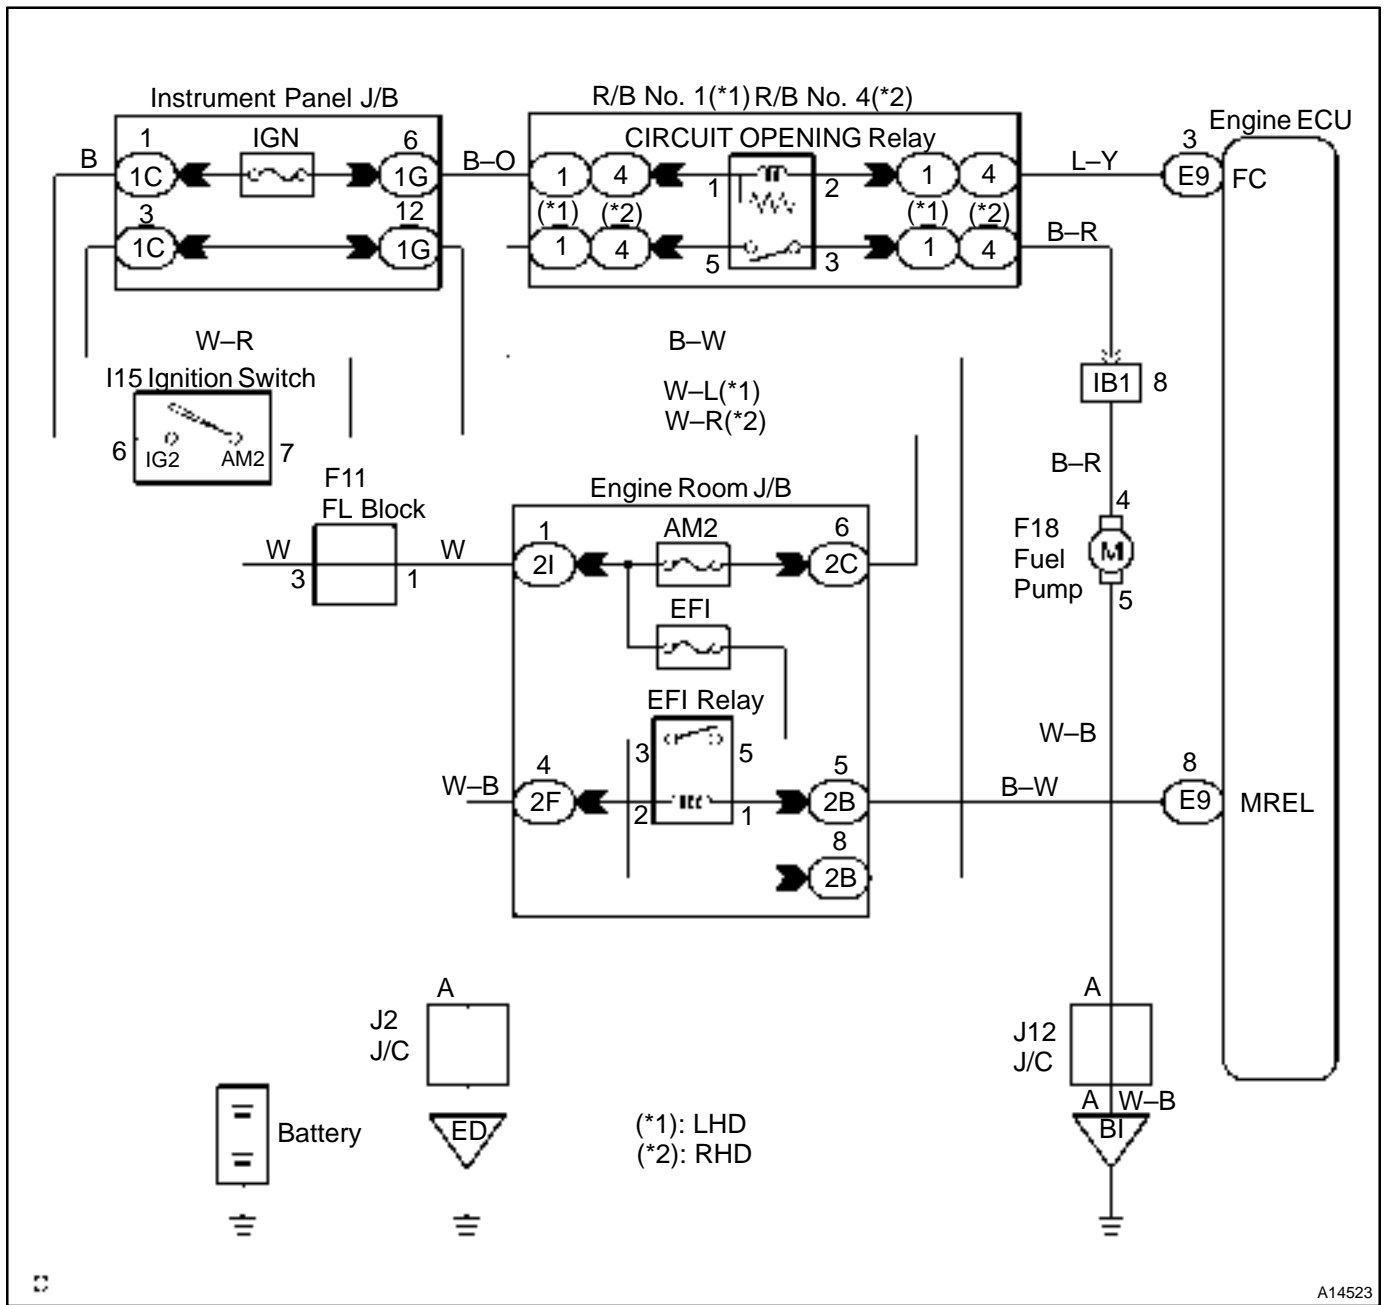 Instrument Panel J/B
R/B No. 1(*1) R/B No. 4(*2)
Engine ECU
1
IGN
6
CIRCUIT OPENING Relay
3
B
1C
1G
B–O
1
4
1
2
1
4
L–Y
E9
FC
3
12
(*1)
(*2)
(*1)
(*2)
1C
1G
1
4
5
3
1
4
B–R
W–R
B–W
I15 Ignition Switch
W–L(*1)
W–R(*2)
IB1
8
6
IG2
AM2
7
B–R
F11
FL Block
Engine Room J/B
4
1
AM2
6
F18
Fuel
Pump
M
W
3
1
W
2I
2C
5
EFI
EFI Relay
W–B
3
5
4
5
8
W–B
2F
2
1
2B
B–W
E9
MREL
8
2B
A
A
J2
J/C
J12
J/C
A
W–B
Battery
ED
(*1): LHD
(*2): RHD
BI
A14523